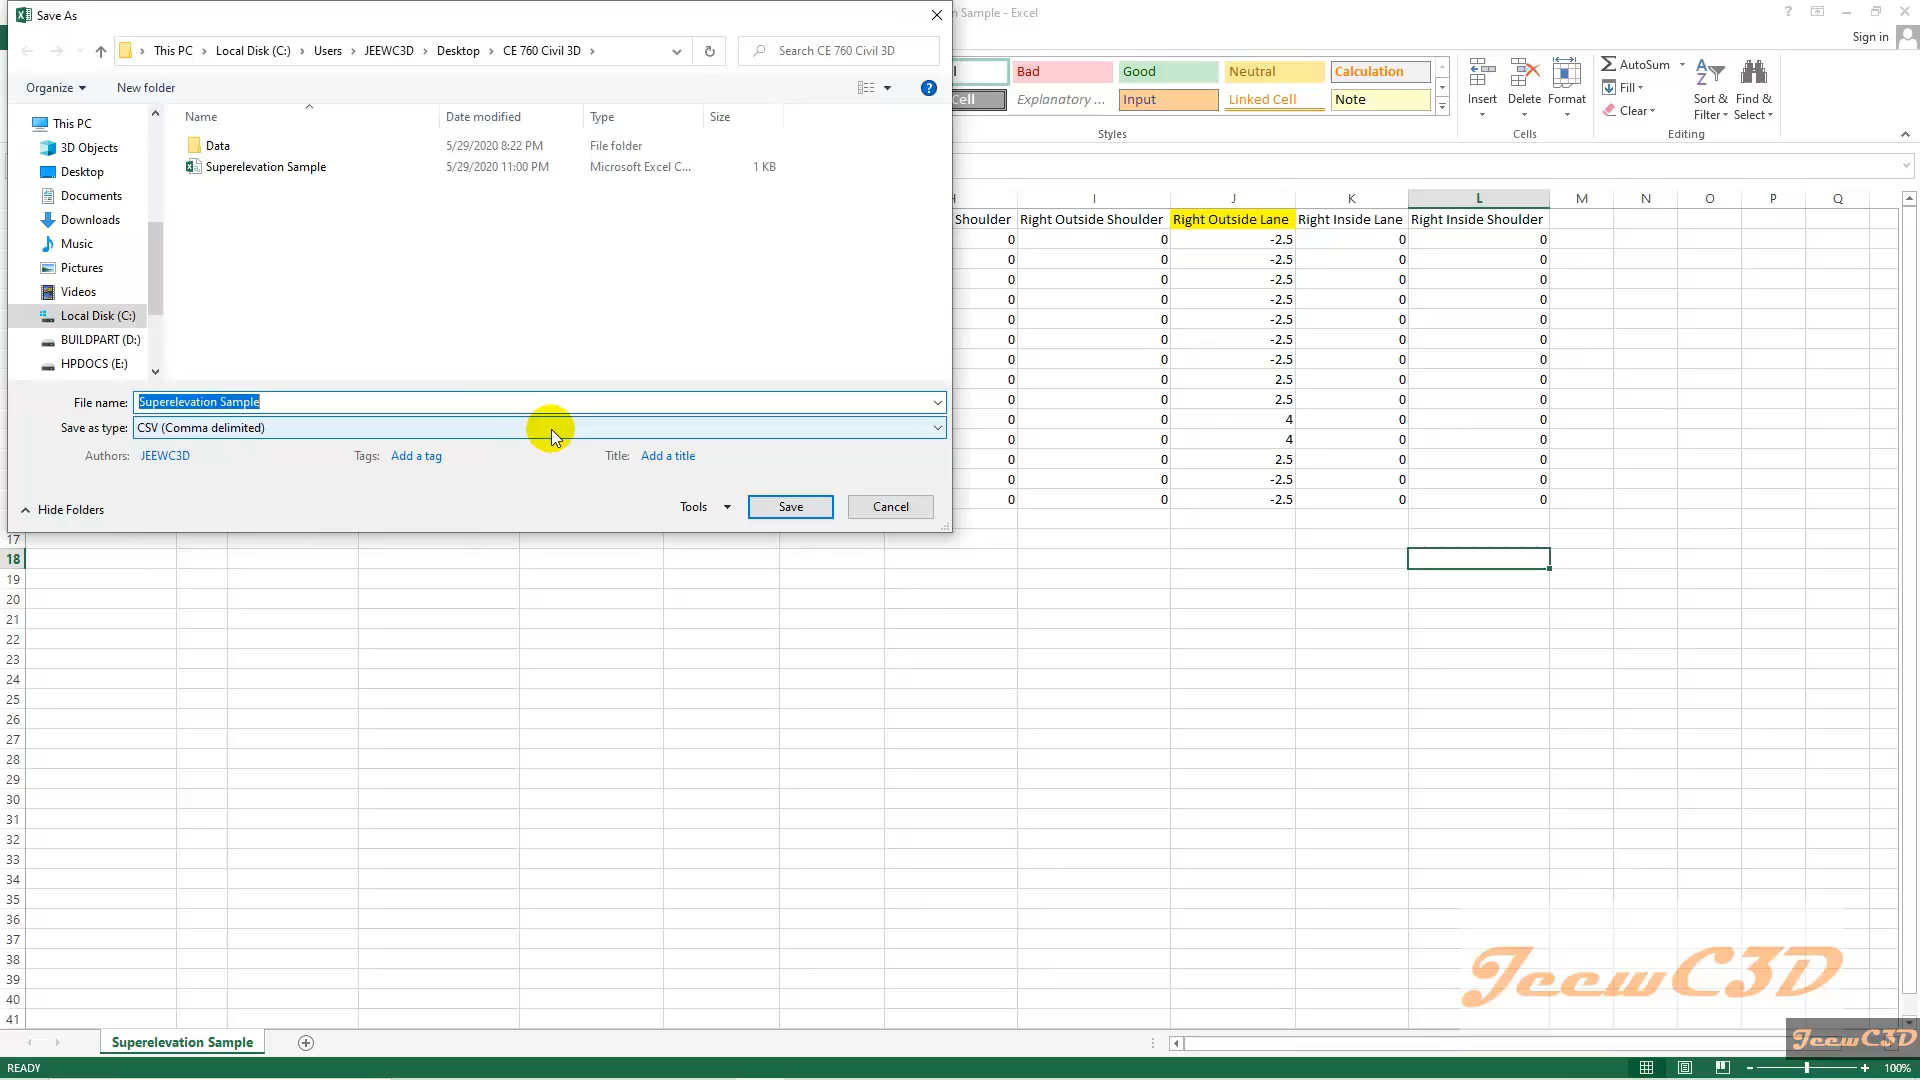 Save As
n Sample - Excel
Sign in
This PC > Local Disk (C:) > Users > JEEWC3D > Desktop > CE 760 Civil 3D >
Search CE 760 Civil 3D
Organize
New folder
Name Date modified Type Size
Data 5/29/2020 8:22 PM File folder
Superelevation Sample 5/29/2020 11:00 PM Microsoft Excel C... 1 KB
This PC
3D Objects
Desktop
Documents
Downloads
Music
Pictures
Videos
Local Disk (C:)
BUILDPART (D:)
HPDOCS (E:)
File name: Superelevation Sample
Save as type: CSV (Comma delimited)
Authors: JEEWC3D Tags: Add a tag Title: Add a title
Hide Folders
Tools
Save
Cancel
Bad Good Neutral Calculation
Cell Explanatory ... Input Linked Cell Note
Styles
Insert Delete Format
Cells
AutoSum
Fill
Clear
Sort & Filter
Find & Select
Editing
H I J K L M N O P Q
Shoulder Right Outside Shoulder Right Outside Lane Right Inside Lane Right Inside Shoulder
0 0 -2.5 0 0
0 0 -2.5 0 0
0 0 -2.5 0 0
0 0 -2.5 0 0
0 0 -2.5 0 0
0 0 -2.5 0 0
0 0 -2.5 0 0
0 0 2.5 0 0
0 0 2.5 0 0
0 0 4 0 0
0 0 4 0 0
0 0 2.5 0 0
0 0 -2.5 0 0
0 0 -2.5 0 0
17
18
19
20
21
22
23
24
25
26
27
28
29
30
31
32
33
34
35
36
37
38
39
40
41
JeewC3D
JeewC3D
Superelevation Sample
READY
100%